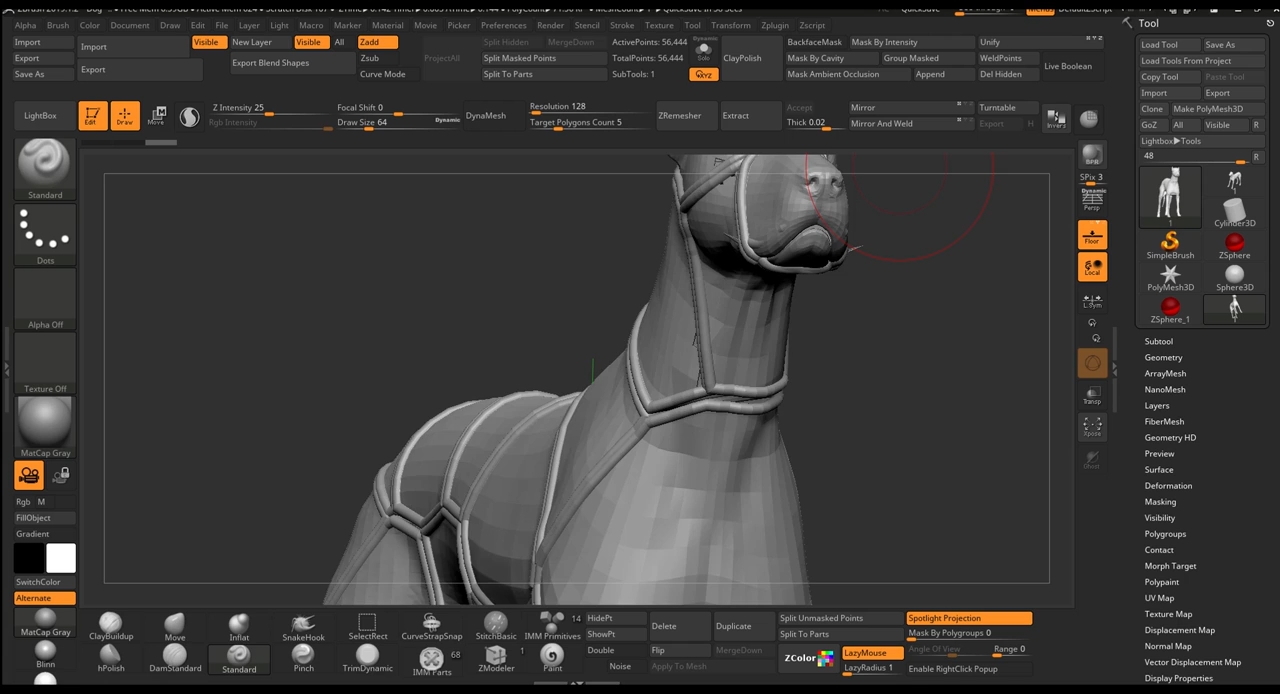 Alpha Brush Color Document Draw Edit File Layer Light Macro Marker Material Movie Picker Preferences Render Stencil Stroke Texture Tool Transform Zplugin Zscript
Tool
Import
Export
Save As
Import
Export
Visible New Layer Visible All Zadd
Export Blend Shapes
Zsub
Curve Mode
ProjectAll
Split Hidden MergeDown
Split Masked Points
Split To Parts
ActivePoints: 56,444
TotalPoints: 56,444
SubTools: 1
Dynamic
Solo
XYZ
ClayPolish
BackfaceMask Mask By Intensity Unify
Mask By Cavity Group Masked WeldPoints
Mask Ambient Occlusion Append Del Hidden
Live Boolean
LightBox
Edit
Draw
Move
Z Intensity 25
Rgb Intensity
Focal Shift 0
Draw Size 64 Dynamic
DynaMesh
Resolution 128
Target Polygons Count 5
ZRemesher
Extract
Accept
Thick 0.02
Mirror
Mirror And Weld
Turntable
Export H
Invers
Load Tool Save As
Load Tools From Project
Copy Tool Paste Tool
Import Export
Clone Make PolyMesh3D
GoZ All Visible R
Lightbox▶Tools
48 R
1
Cylinder3D
SimpleBrush ZSphere
PolyMesh3D Sphere3D
ZSphere_1
Standard
Dots
Alpha Off
Texture Off
MatCap Gray
Rgb M
FillObject
Gradient
SwitchColor
Alternate
MatCap Gray
Blinn
BPR
SPix 3
Dynamic
Persp
Floor
Local
L.Sym
Transp
Xpose
Ghost
Subtool
Geometry
ArrayMesh
NanoMesh
Layers
FiberMesh
Geometry HD
Preview
Surface
Deformation
Masking
Visibility
Polygroups
Contact
Morph Target
Polypaint
UV Map
Texture Map
Displacement Map
Normal Map
Vector Displacement Map
Display Properties
ClayBuildup Move Inflat SnakeHook SelectRect CurveStrapSnap StitchBasic IMM Primitives 14
hPolish DamStandard Standard Pinch TrimDynamic IMM Parts 68 ZModeler 1 Paint
HidePt
ShowPt
Double
Noise
Delete
Flip
Apply To Mesh
Duplicate
MergeDown
Split Unmasked Points
Split To Parts
ZColor
Spotlight Projection
Mask By Polygroups 0
LazyMouse Angle Of View Range 0
LazyRadius 1 Enable RightClick Popup